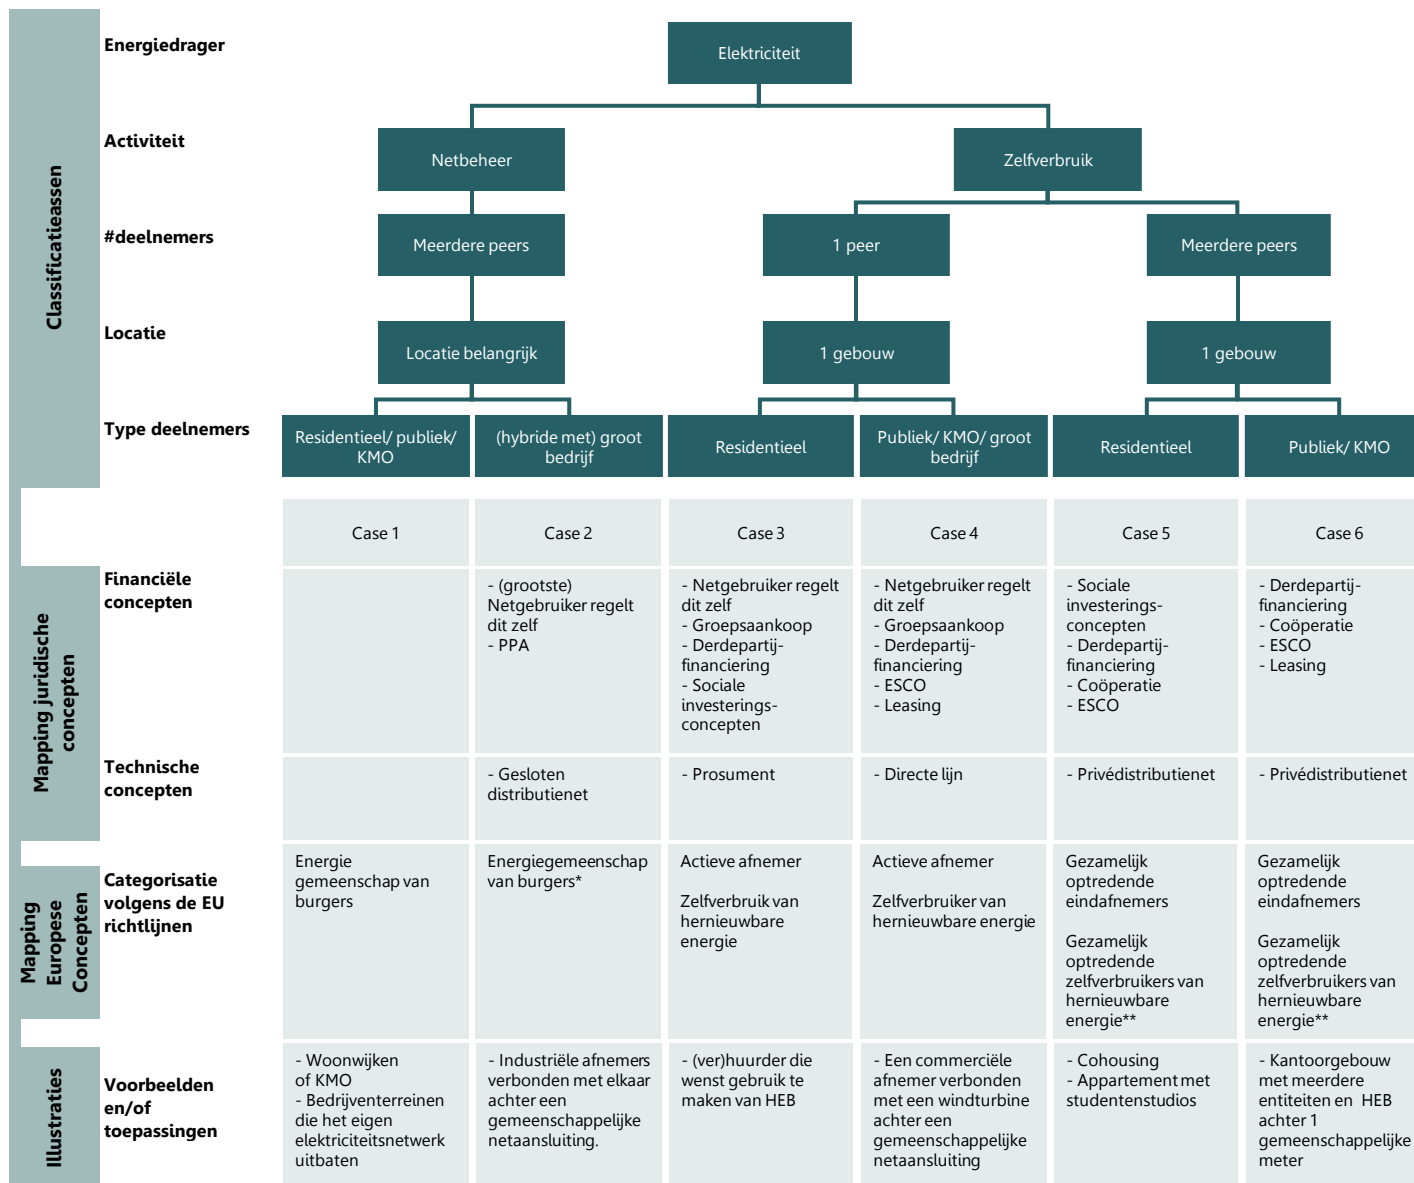 Energiedrager
Elektriciteit
Activiteit
Netbeheer
Zelfverbruik
#deelnemers
Meerdere peers
1 peer
Meerdere peers
Locatie
Locatie belangrijk
1 gebouw
1 gebouw
Type deelnemers
Residentieel/ publiek/
KMO
(hybride met) groot
bedrijf
Residentieel
Publiek/ KMO/ groot
bedrijf
Residentieel
Publiek/ KMO
Classificatieassen
Case 1
Case 2
Case 3
Case 4
Case 5
Case 6
Mapping juridische
concepten
Financiële
concepten
- (grootste)
Netgebruiker regelt
dit zelf
- PPA
- Netgebruiker regelt
dit zelf
- Groepsaankoop
- Derdepartij-
financiering
- Sociale
investerings-
concepten
- Netgebruiker regelt
dit zelf
- Groepsaankoop
- Derdepartij-
financiering
- ESCO
- Leasing
- Sociale
investerings-
concepten
- Derdepartij-
financiering
- Coöperatie
- ESCO
- Derdepartij-
financiering
- Coöperatie
- ESCO
- Leasing
Technische
concepten
- Gesloten
distributienet
- Prosument
- Directe lijn
- Privédistributienet
- Privédistributienet
Mapping
Europese
Concepten
Categorisatie
volgens de EU
richtlijnen
Energie
gemeenschap van
burgers
Energiegemeenschap
van burgers*
Actieve afnemer
Zelfverbruik van
hernieuwbare
energie
Actieve afnemer
Zelfverbruiker van
hernieuwbare energie
Gezamelijk
optredende
eindafnemers
Gezamelijk
optredende
zelfverbruikers van
hernieuwbare
energie**
Gezamelijk
optredende
eindafnemers
Gezamelijk
optredende
zelfverbruikers van
hernieuwbare
energie**
Illustraties
Voorbeelden
en/of
toepassingen
- Woonwijken
of KMO
- Bedrijventerreinen
die het eigen
elektriciteitsnetwerk
uitbaten
- Industriële afnemers
verbonden met elkaar
achter een
gemeenschappelijke
netaansluiting.
- (ver)huurder die
wenst gebruik te
maken van HEB
- Een commerciële
afnemer verbonden
met een windturbine
achter een
gemeenschappelijke
netaansluiting
- Cohousing
- Appartement met
studentenstudios
- Kantoorgebouw
met meerdere
entiteiten en HEB
achter 1
gemeenschappelijke
meter